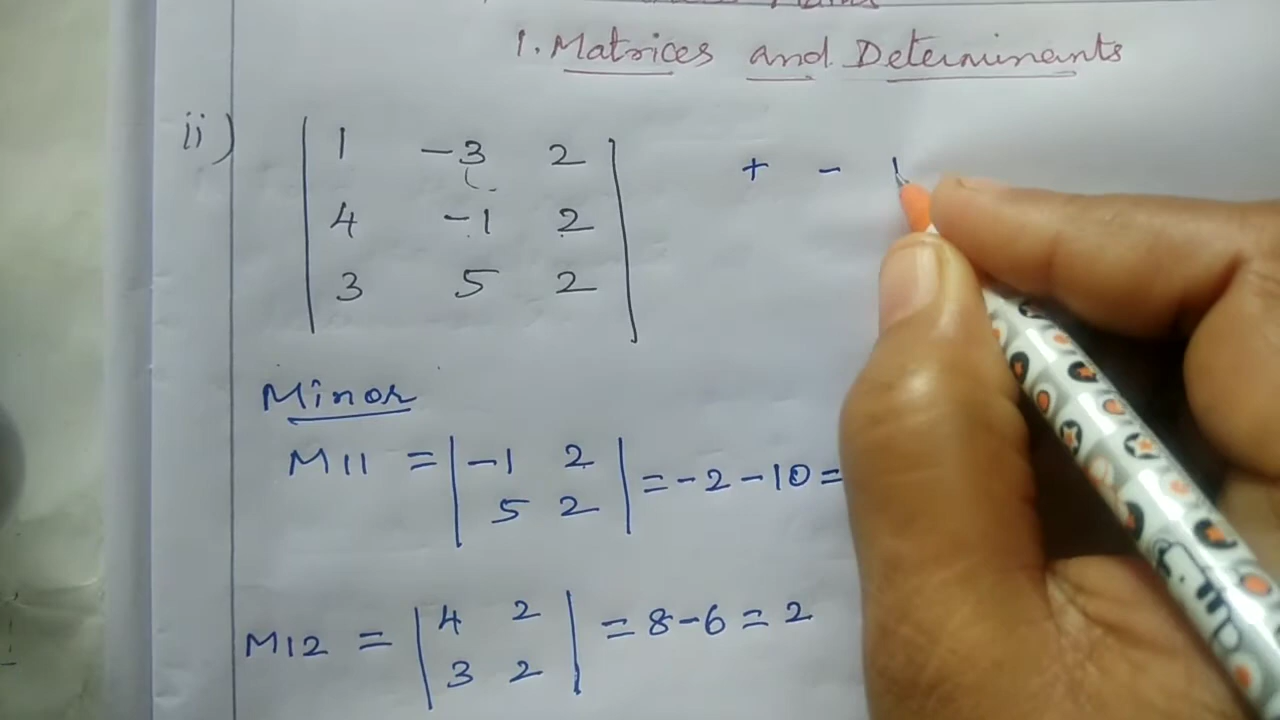 1. Matrices and Determinants
ii) | 1 -3 2 | + -
| 4 -1 2 |
| 3 5 2 |
Minor
M11 = | -1 2 | = -2-10 =
| 5 2 |
M12 = | 4 2 | = 8-6 = 2
| 3 2 |